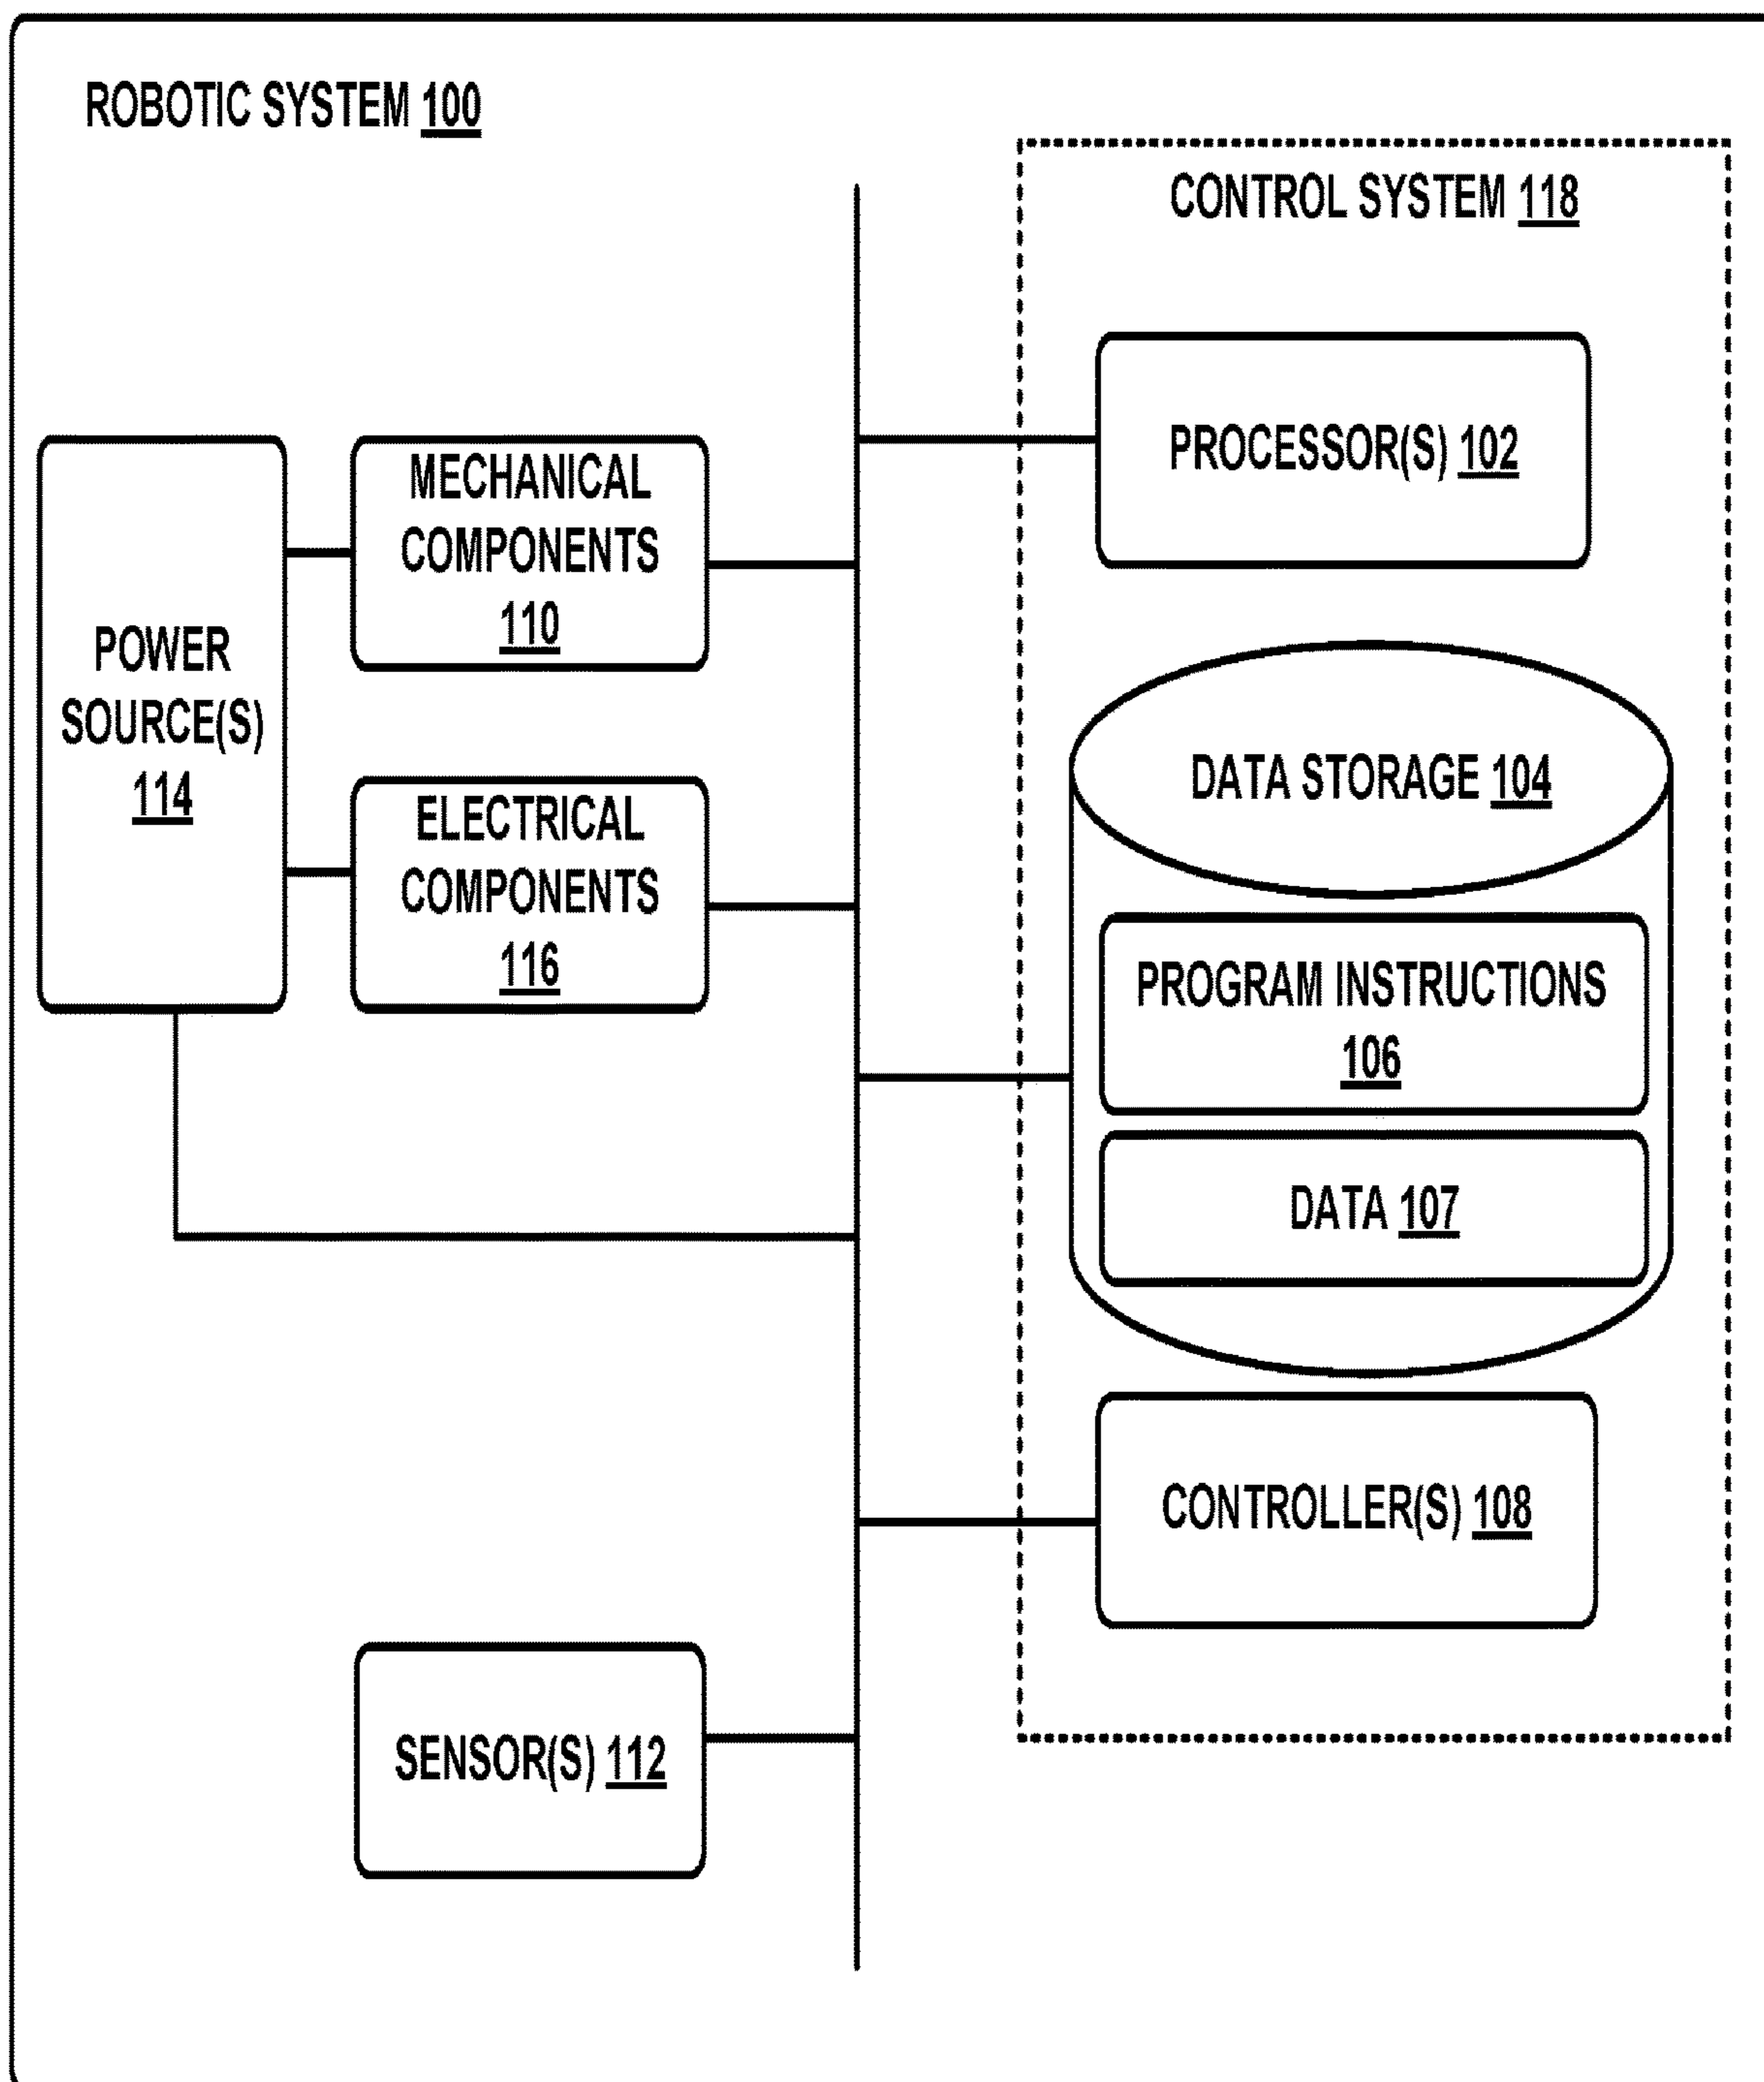 ROBOTIC SYSTEM 100
CONTROL SYSTEM 118
PROCESSOR(S) 102
MECHANICAL
COMPONENTS
110
POWER
SOURCE(S)
114
ELECTRICAL
COMPONENTS
116
DATA STORAGE 104
PROGRAM INSTRUCTIONS
106
DATA 107
CONTROLLER(S) 108
SENSOR(S) 112